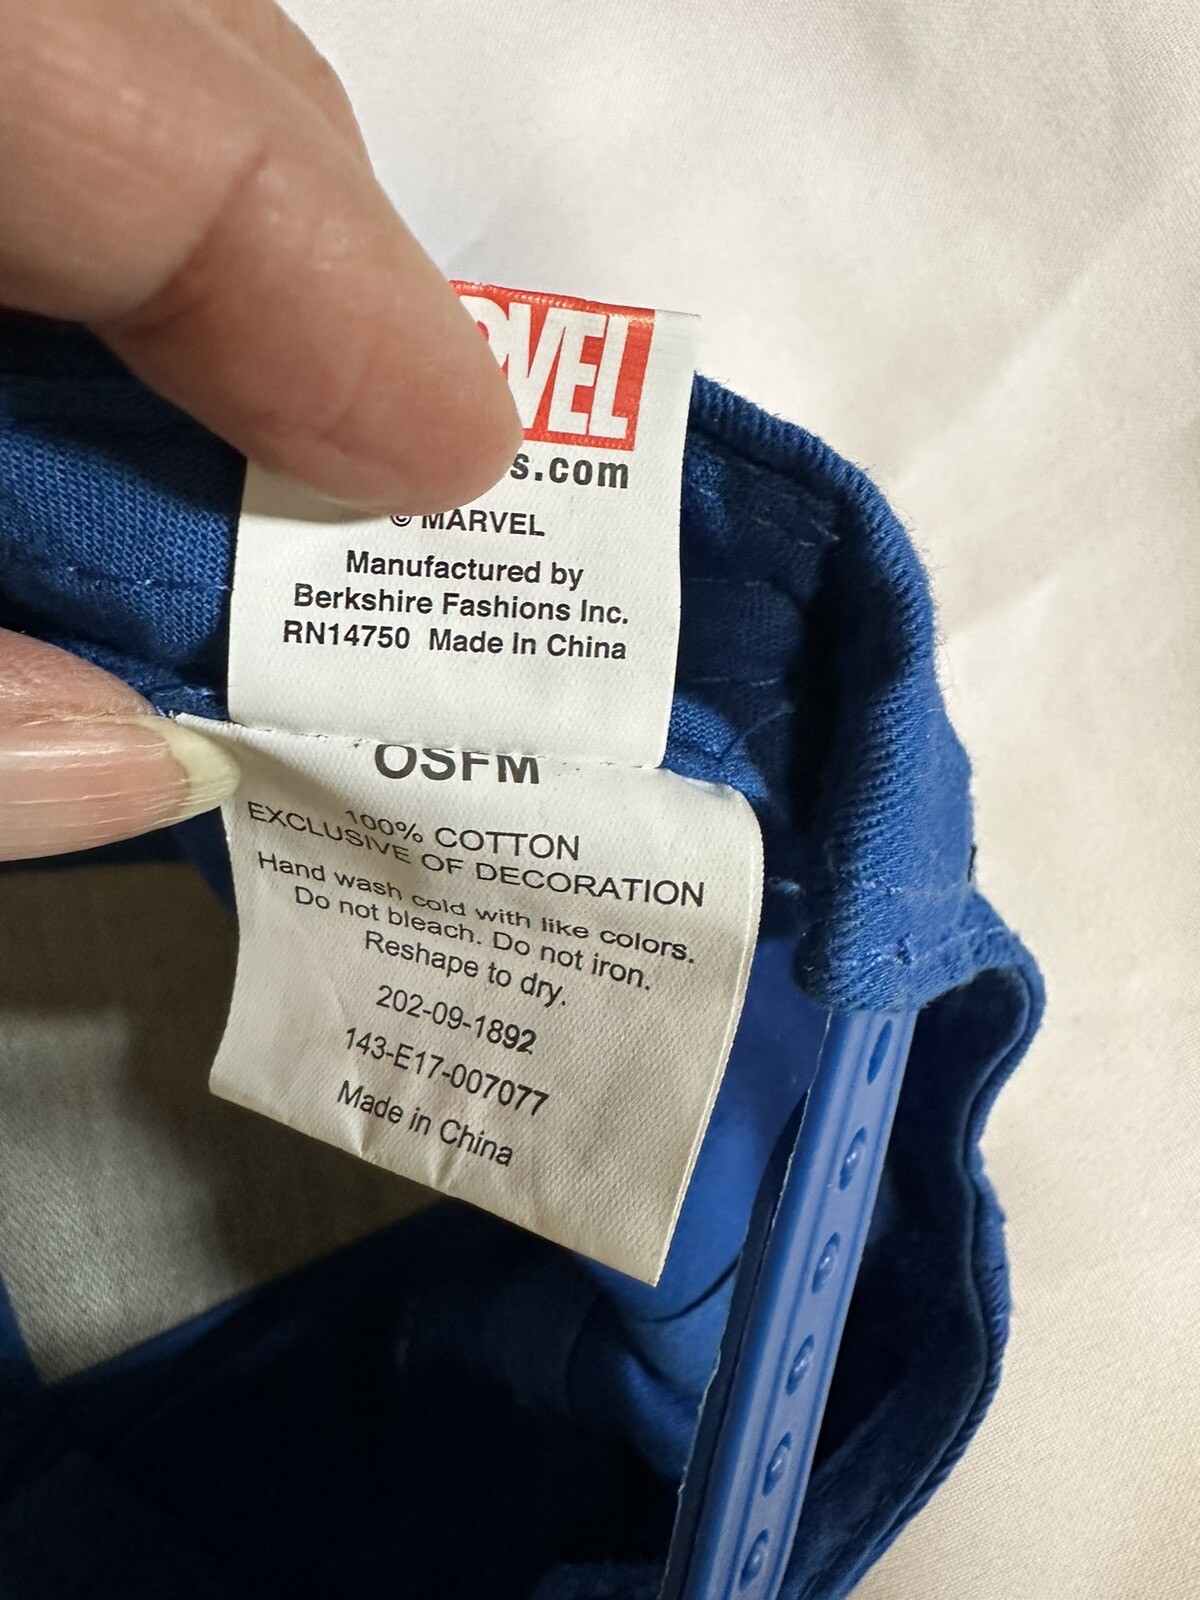 RVEL
s.com
© MARVEL
Manufactured by
Berkshire Fashions Inc.
RN14750 Made In China
OSFM
100% COTTON
EXCLUSIVE OF DECORATION
Hand wash cold with like colors.
Do not bleach. Do not iron.
Reshape to dry.
202-09-1892
143-E17-007077
Made in China